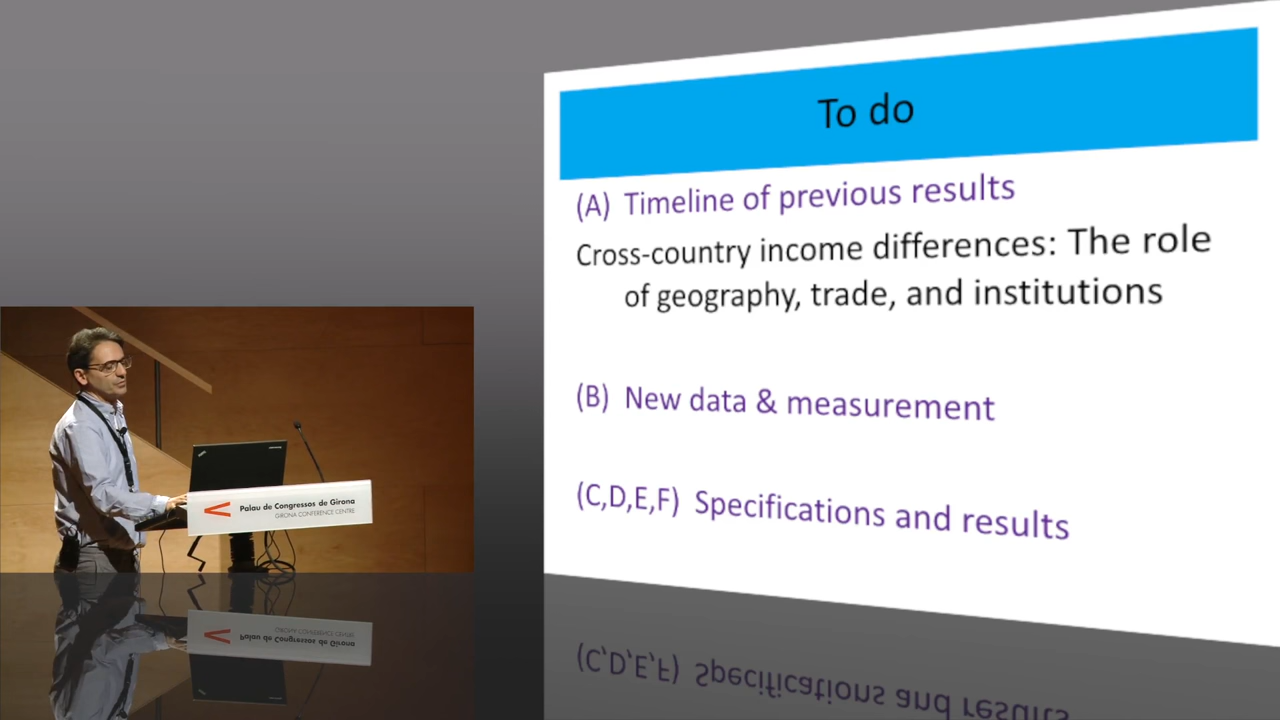 To do
(A) Timeline of previous results
Cross-country income differences: The role
of geography, trade, and institutions
(B) New data & measurement
(C,D,E,F) Specifications and results
Palau de Congressos de Girona
GIRONA CONFERENCE CENTRE